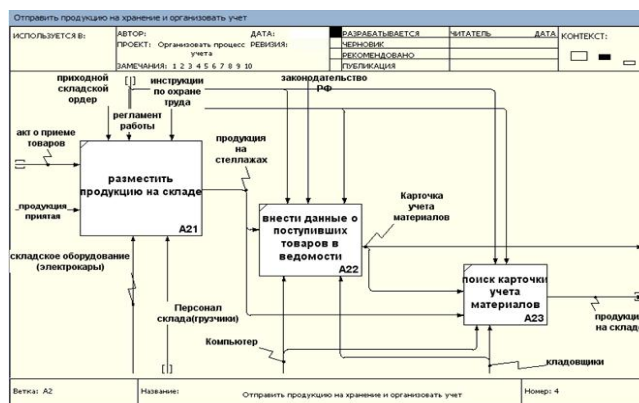 Отправить продукцию на хранение и организовать учет
ИСПОЛЬЗУЕТСЯ В:
АВТОР:
ДАТА:
ПРОЕКТ: Организовать процесс учета
РЕВИЗИЯ:
ЗАМЕЧАНИЯ: 1 2 3 4 5 6 7 8 9 10
РАЗРАБАТЫВАЕТСЯ
ЧЕРНОВИК
РЕКОМЕНДОВАНО
ПУБЛИКАЦИЯ
ЧИТАТЕЛЬ
ДАТА
КОНТЕКСТ:
приходной
складской
ордер
регламент
работы
инструкции
по охране
труда
законодательство
РФ
акт о приеме
товаров
продукция
приятая
разместить
продукцию на складе
A21
продукция
на
стеллажах
складское оборудование
(электрокары)
Персонал
склада(грузчики)
внести данные о
поступивших
товаров в
ведомости
A22
Карточка
учета
материалов
поиск карточки
учета
материалов
A23
продукция
на складе
Компьютер
кладовщики
Ветка: A2
Название:
Отправить продукцию на хранение и организовать учет
Номер: 4